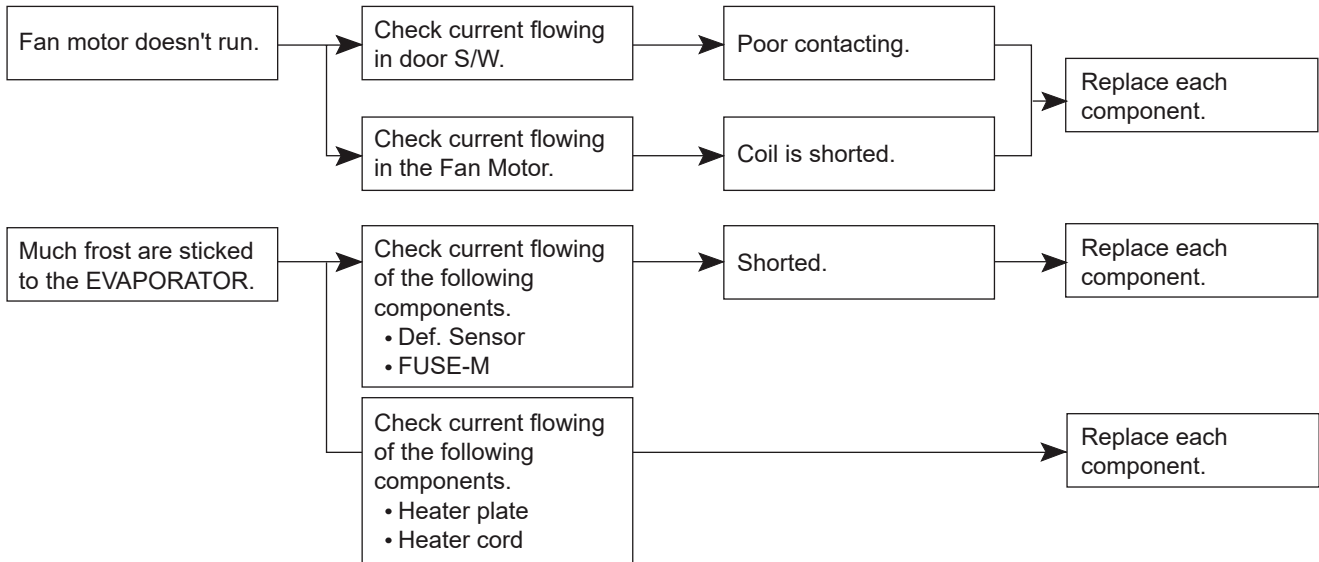 Fan motor doesn't run.
Check current flowing
in door S/W.
Poor contacting.
Check current flowing
in the Fan Motor.
Coil is shorted.
Replace each
component.
Much frost are sticked
to the EVAPORATOR.
Check current flowing
of the following
components.
• Def. Sensor
• FUSE-M
Shorted.
Replace each
component.
Check current flowing
of the following
components.
• Heater plate
• Heater cord
Replace each
component.